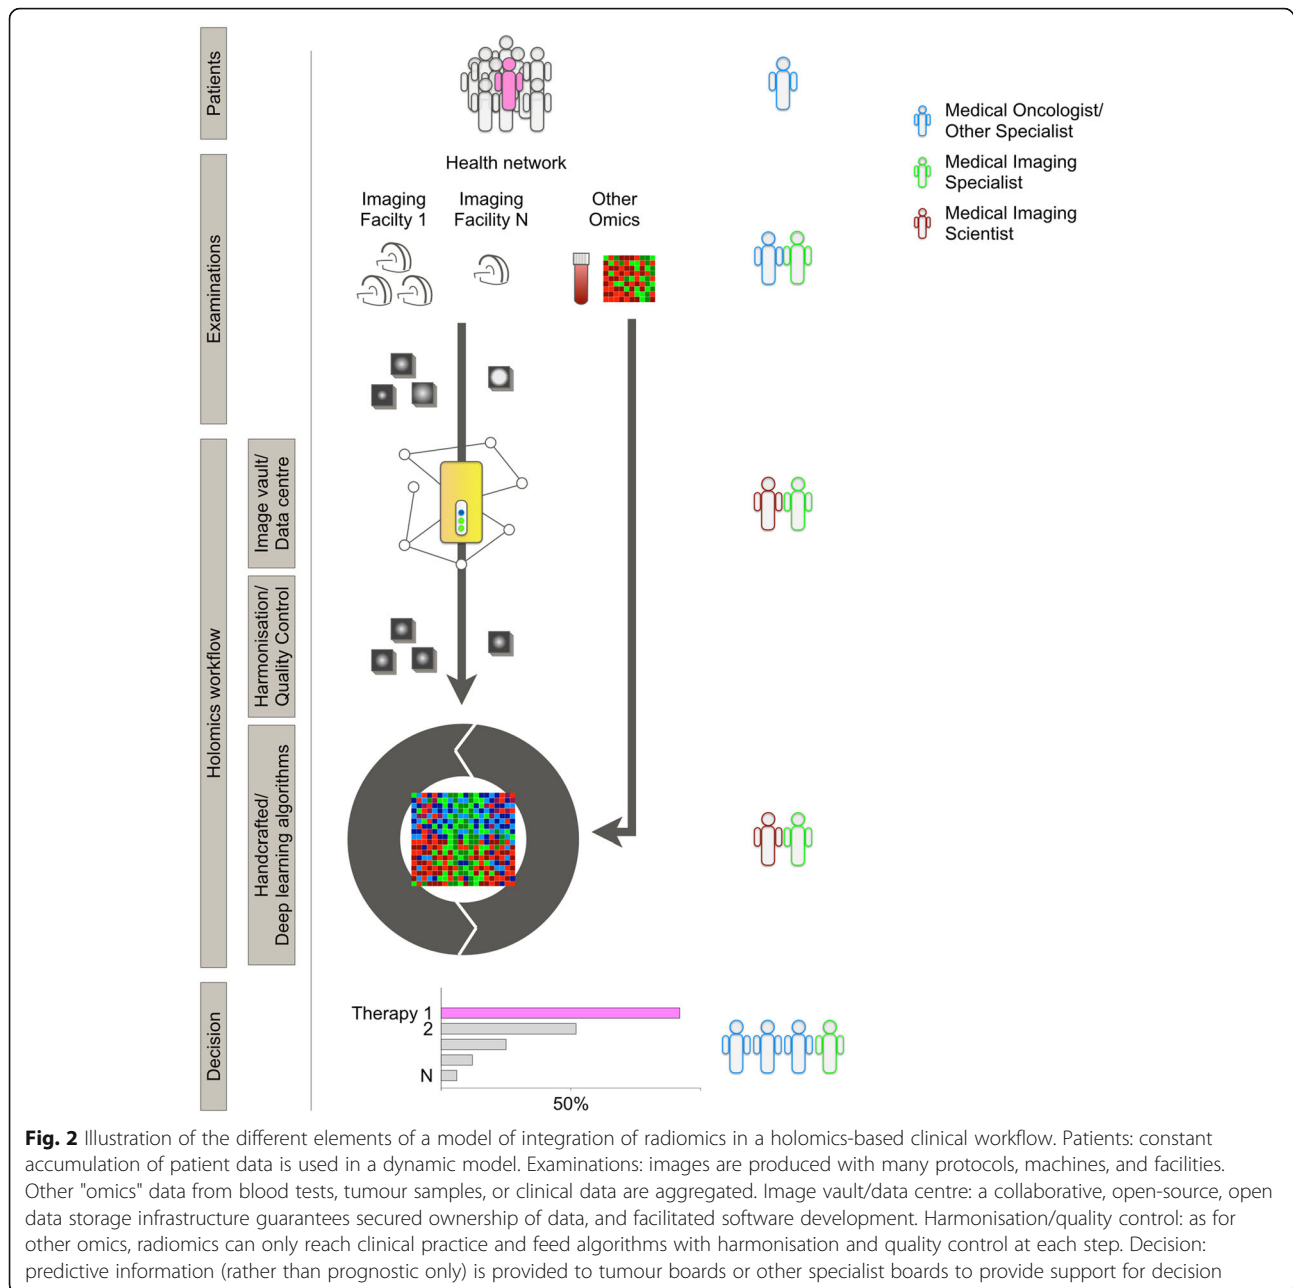 Patients
Health network
Medical Oncologist/
Other Specialist
Medical Imaging
Specialist
Medical Imaging
Scientist
Examinations
Imaging
Facilty 1
Imaging
Facility N
Other
Omics
Holomics workflow
Image vault/
Data centre
Harmonisation/
Quality Control
Handcrafted/
Deep learning algorithms
Decision
Therapy 1
2
N
50%
Fig. 2 Illustration of the different elements of a model of integration of radiomics in a holomics-based clinical workflow. Patients: constant
accumulation of patient data is used in a dynamic model. Examinations: images are produced with many protocols, machines, and facilities.
Other "omics" data from blood tests, tumour samples, or clinical data are aggregated. Image vault/data centre: a collaborative, open-source, open
data storage infrastructure guarantees secured ownership of data, and facilitated software development. Harmonisation/quality control: as for
other omics, radiomics can only reach clinical practice and feed algorithms with harmonisation and quality control at each step. Decision:
predictive information (rather than prognostic only) is provided to tumour boards or other specialist boards to provide support for decision